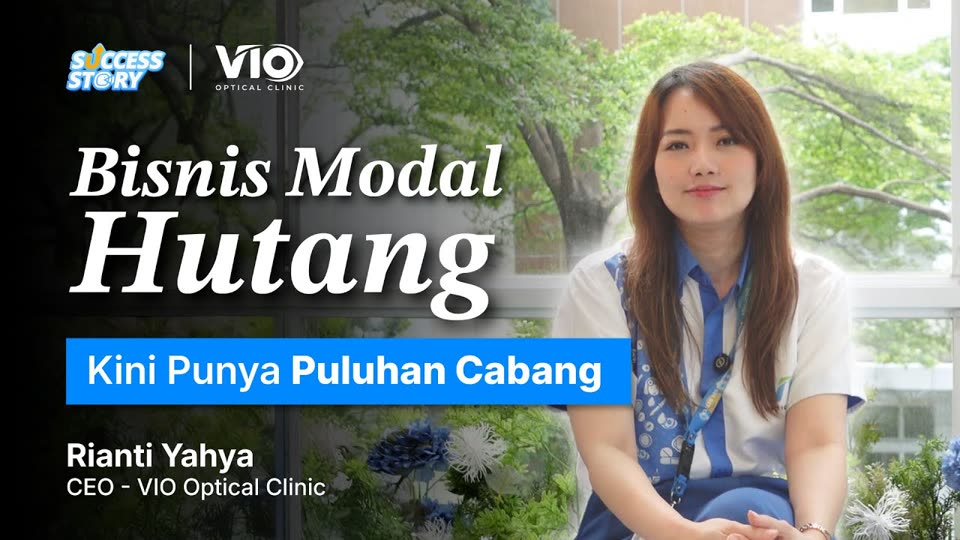 SUCCESS
STORY
VIO
OPTICAL CLINIC
Bisnis Modal
Hutang
Kini Punya Puluhan Cabang
Rianti Yahya
CEO - VIO Optical Clinic